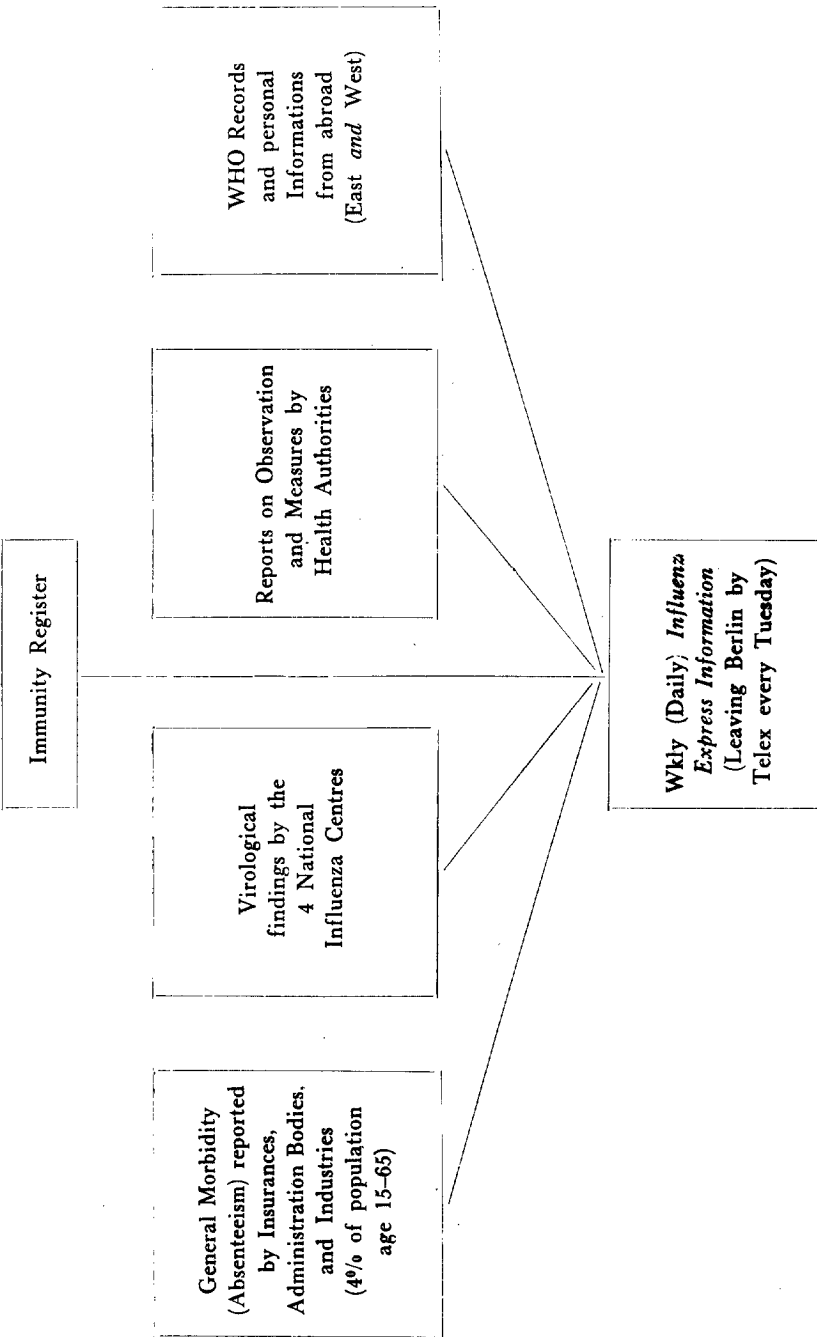 Immunity Register
General Morbidity
(Absenteeism) reported
by Insurances,
Administration Bodies,
and Industries
(4% of population
age 15–65)
Virological
findings by the
4 National
Influenza Centres
Reports on Observation
and Measures by
Health Authorities
WHO Records
and personal
Informations
from abroad
(East and West)
Wkly (Daily) Influenza
Express Information
(Leaving Berlin by
Telex every Tuesday)